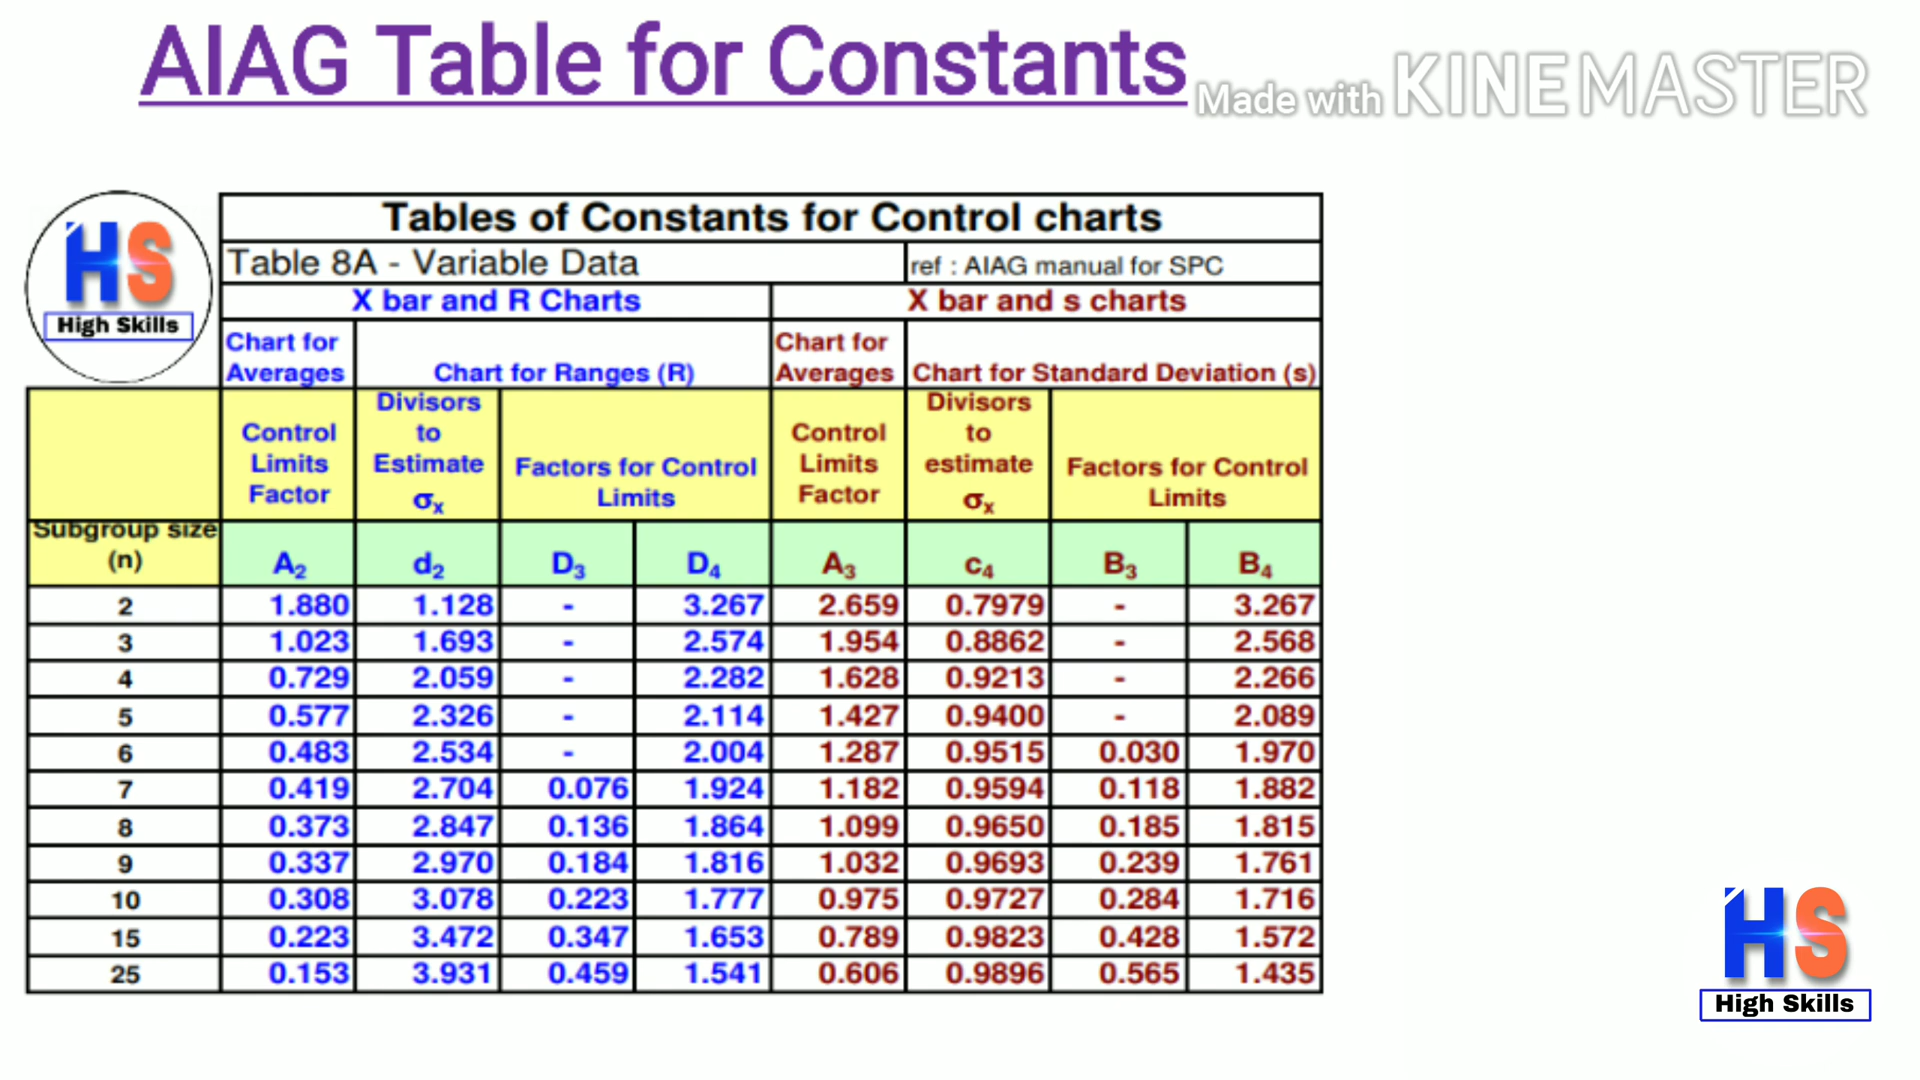 AIAG Table for Constants
Made with KINEMASTER
HS
High Skills
Tables of Constants for Control charts
Table 8A - Variable Data ref : AIAG manual for SPC
X bar and R Charts X bar and s charts
Chart for Averages Chart for Ranges (R) Chart for Averages Chart for Standard Deviation (s)
Control Limits Factor Divisors to Estimate σx Factors for Control Limits Control Limits Factor Divisors to estimate σx Factors for Control Limits
Subgroup size (n) A2 d2 D3 D4 A3 c4 B3 B4
2 1.880 1.128 - 3.267 2.659 0.7979 - 3.267
3 1.023 1.693 - 2.574 1.954 0.8862 - 2.568
4 0.729 2.059 - 2.282 1.628 0.9213 - 2.266
5 0.577 2.326 - 2.114 1.427 0.9400 - 2.089
6 0.483 2.534 - 2.004 1.287 0.9515 0.030 1.970
7 0.419 2.704 0.076 1.924 1.182 0.9594 0.118 1.882
8 0.373 2.847 0.136 1.864 1.099 0.9650 0.185 1.815
9 0.337 2.970 0.184 1.816 1.032 0.9693 0.239 1.761
10 0.308 3.078 0.223 1.777 0.975 0.9727 0.284 1.716
15 0.223 3.472 0.347 1.653 0.789 0.9823 0.428 1.572
25 0.153 3.931 0.459 1.541 0.606 0.9896 0.565 1.435
HS
High Skills